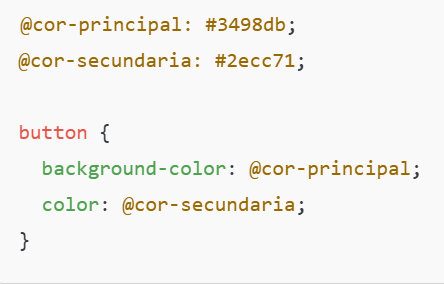 @cor-principal: #3498db;
@cor-secundaria: #2ecc71;
button {
background-color: @cor-principal;
color: @cor-secundaria;
}